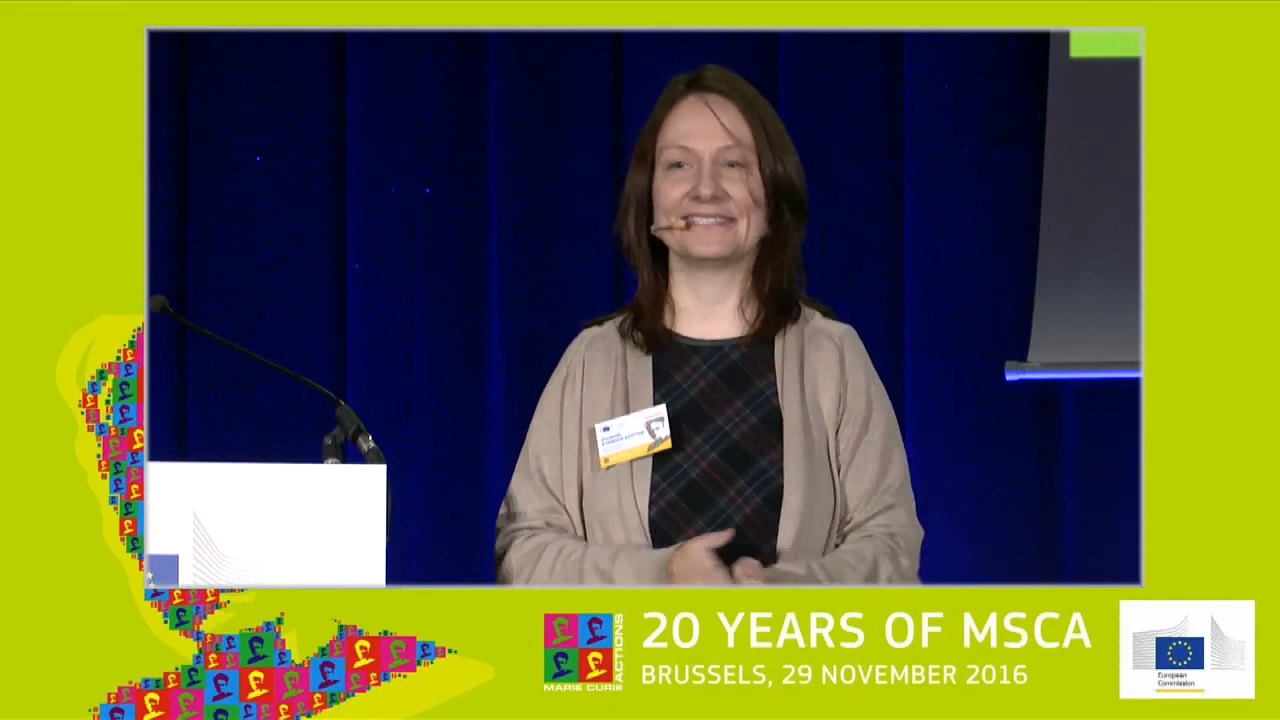 20 YEARS OF MSCA
BRUSSELS, 29 NOVEMBER 2016
MARIE CURIE ACTIONS
European
Commission